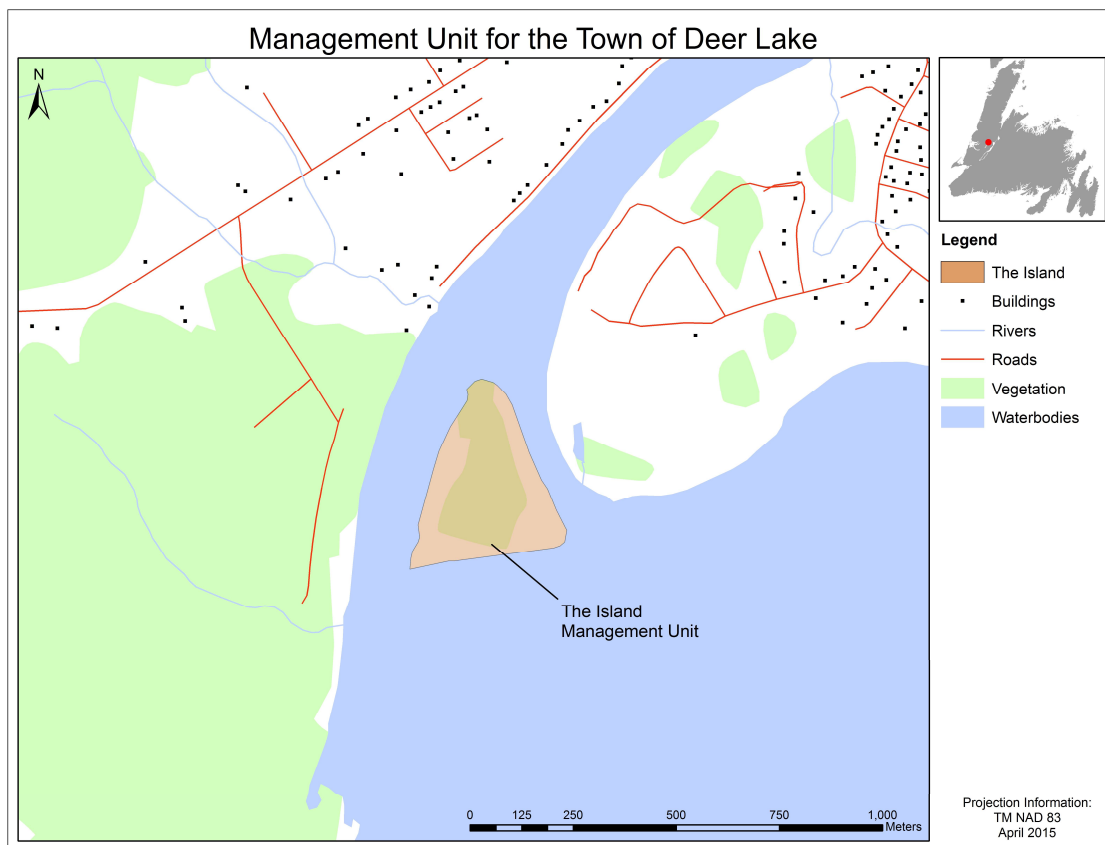 Management Unit for the Town of Deer Lake
N
Legend
The Island
Buildings
Rivers
Roads
Vegetation
Waterbodies
The Island
Management Unit
0 125 250 500 750 1,000
Meters
Projection Information:
TM NAD 83
April 2015